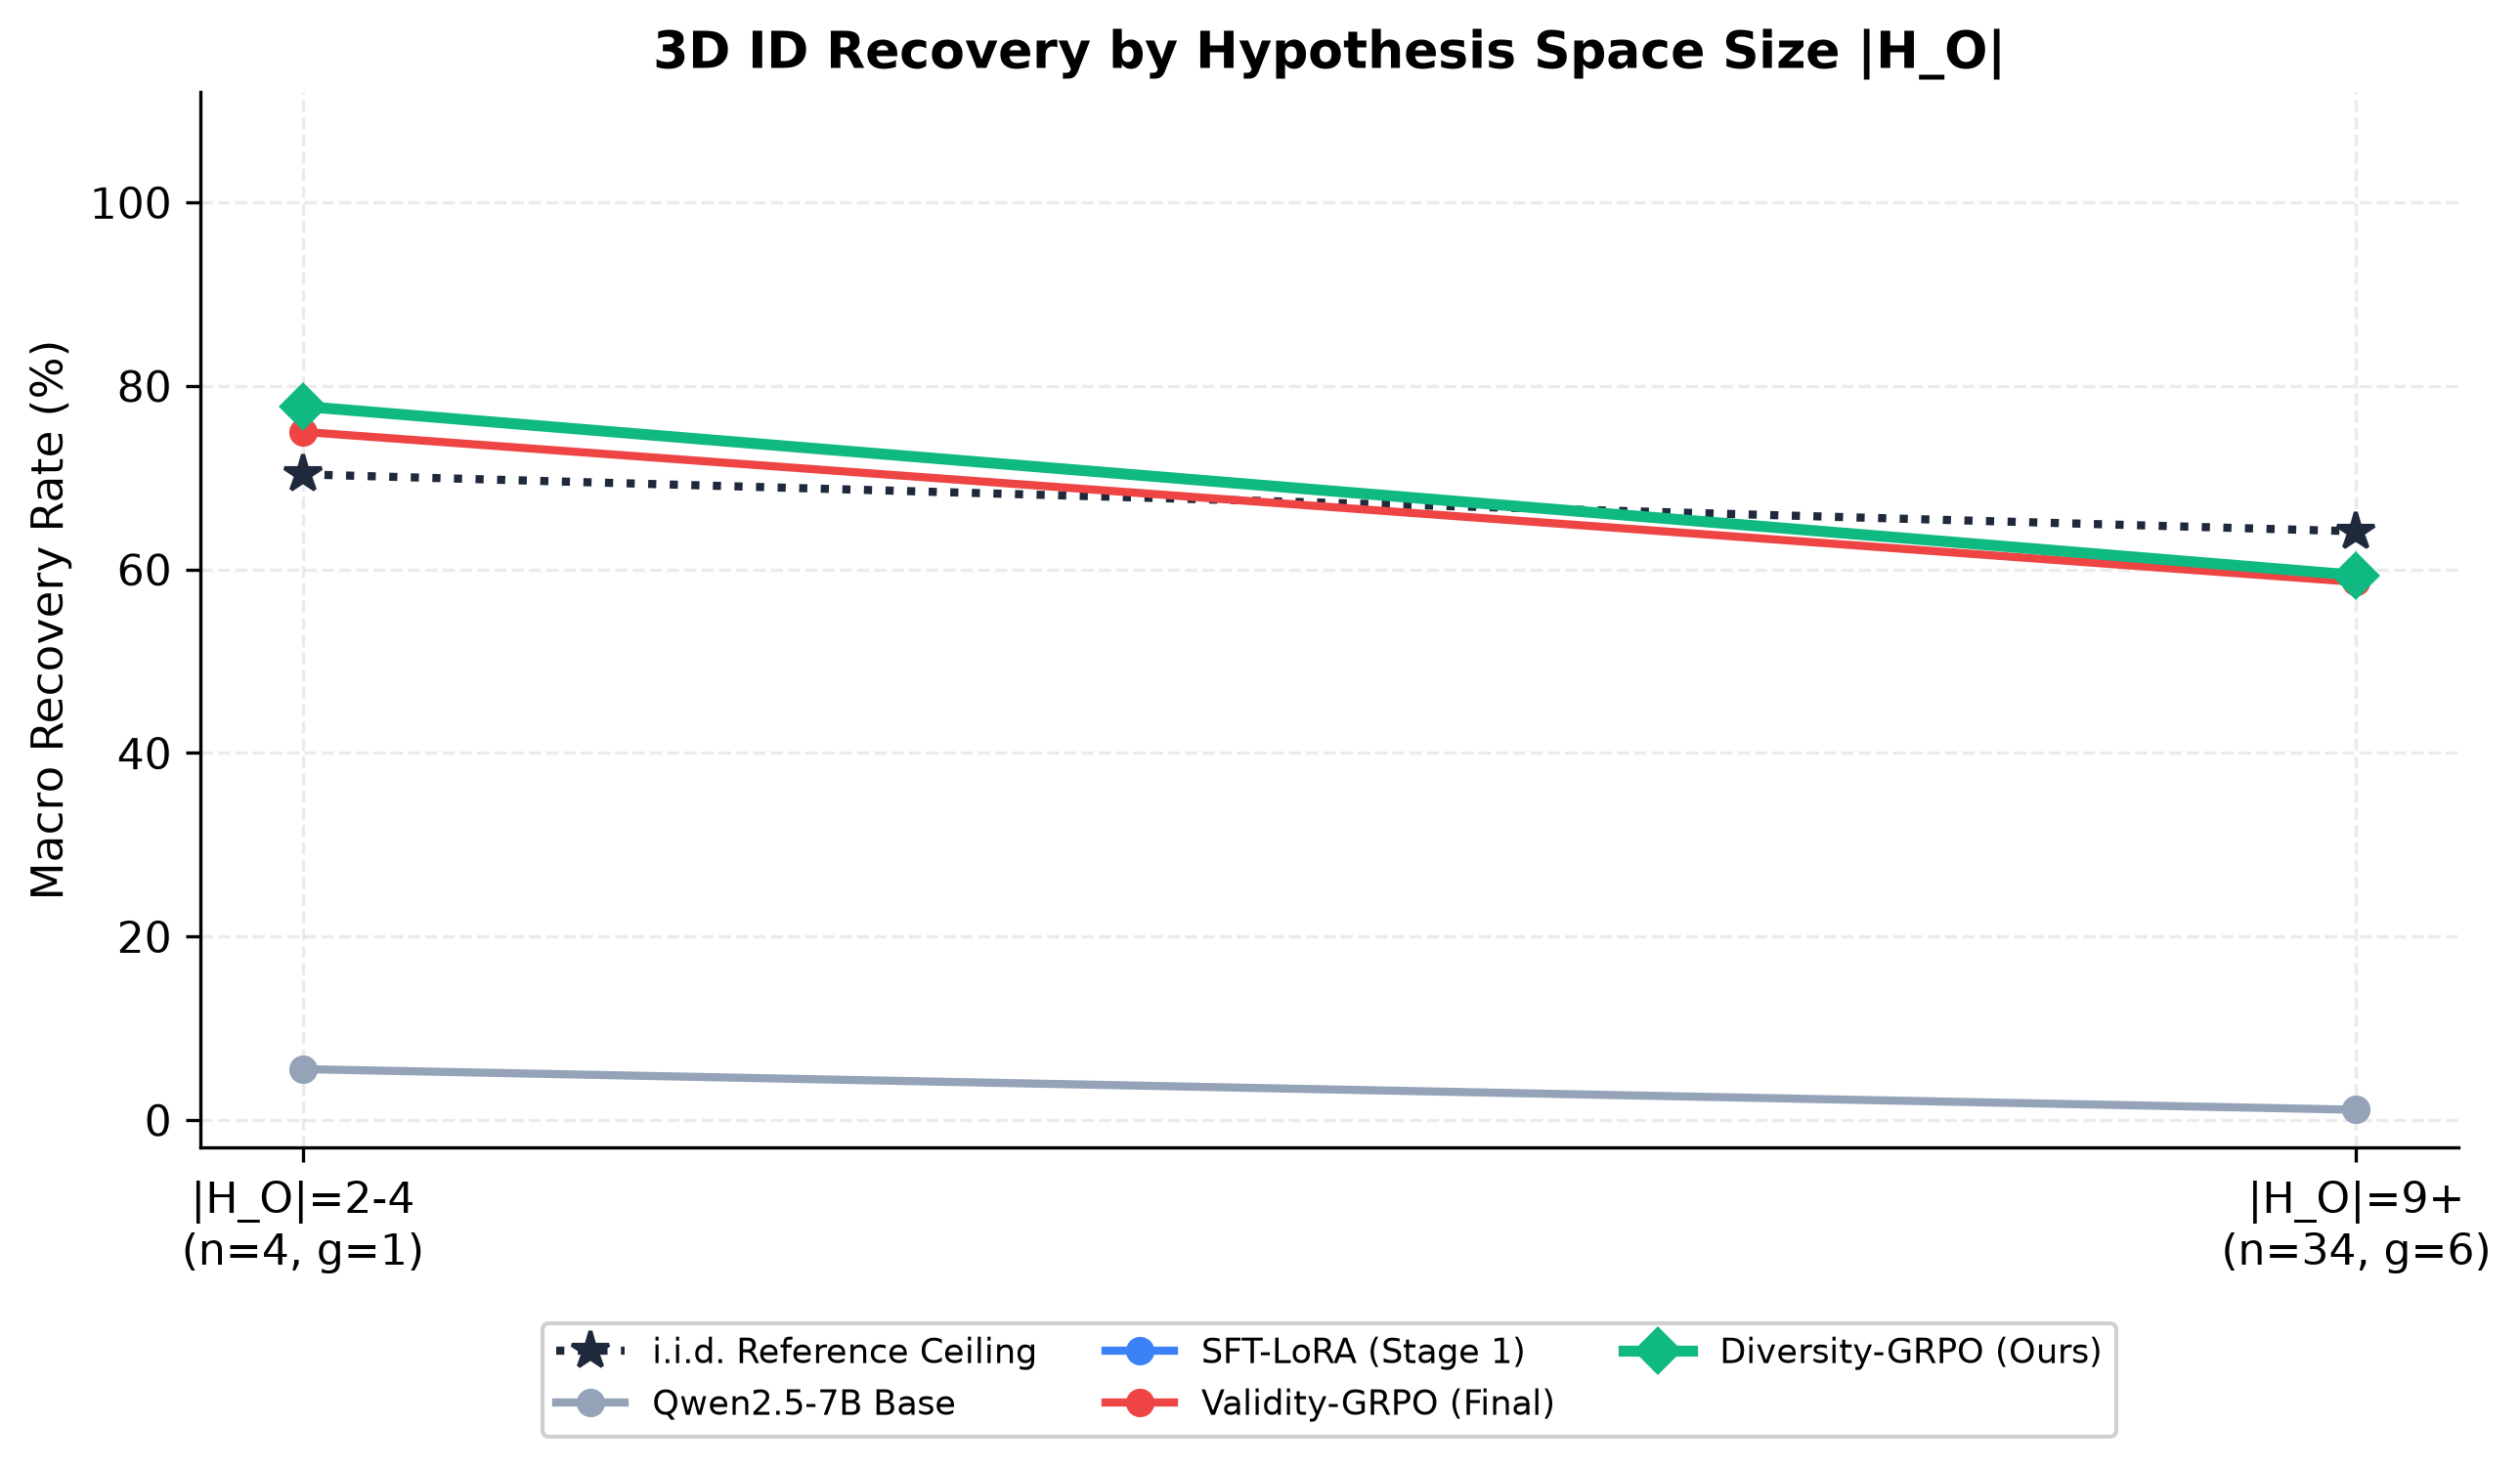 3D ID Recovery by Hypothesis Space Size |H_O|
Macro Recovery Rate (%)
100
80
60
40
20
0
|H_O|=2-4
(n=4, g=1)
|H_O|=9+
(n=34, g=6)
i.i.d. Reference Ceiling
Qwen2.5-7B Base
SFT-LoRA (Stage 1)
Validity-GRPO (Final)
Diversity-GRPO (Ours)